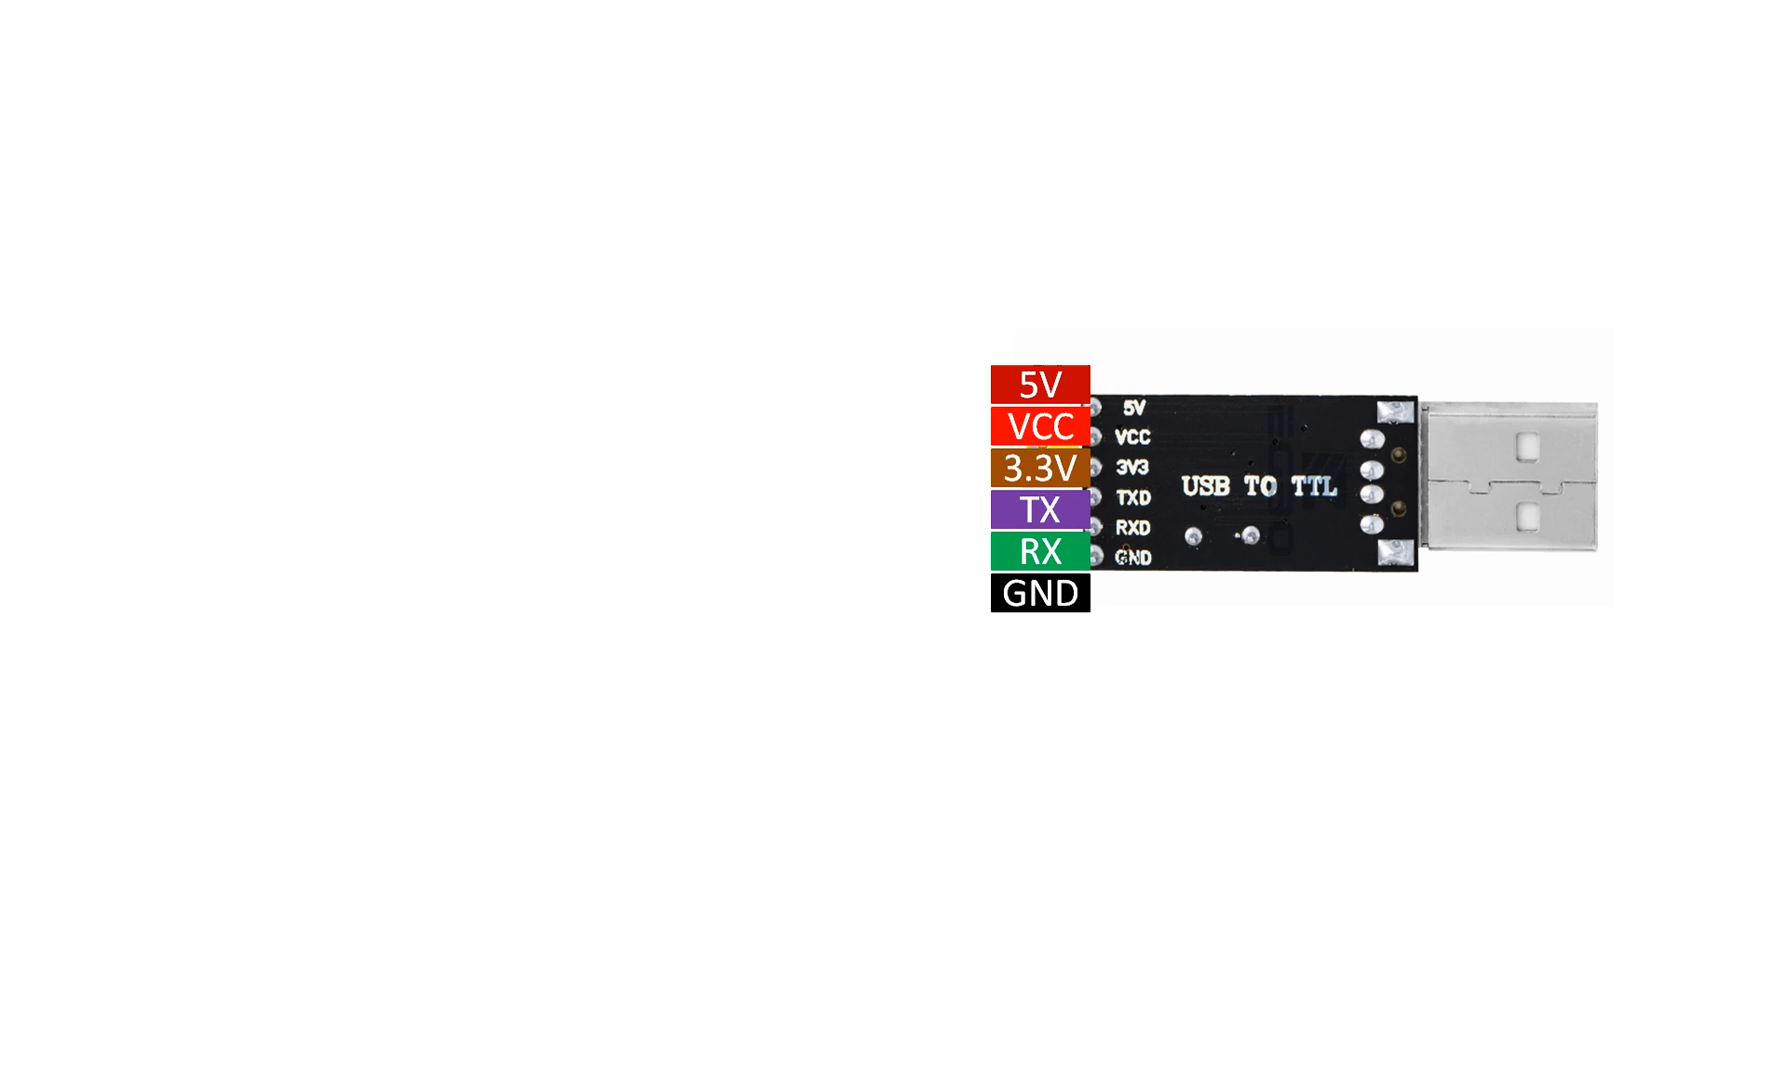 5V
VCC
3.3V
TX
RX
GND
5V
VCC
3V3
TXD
RXD
GND
USB TO TTL